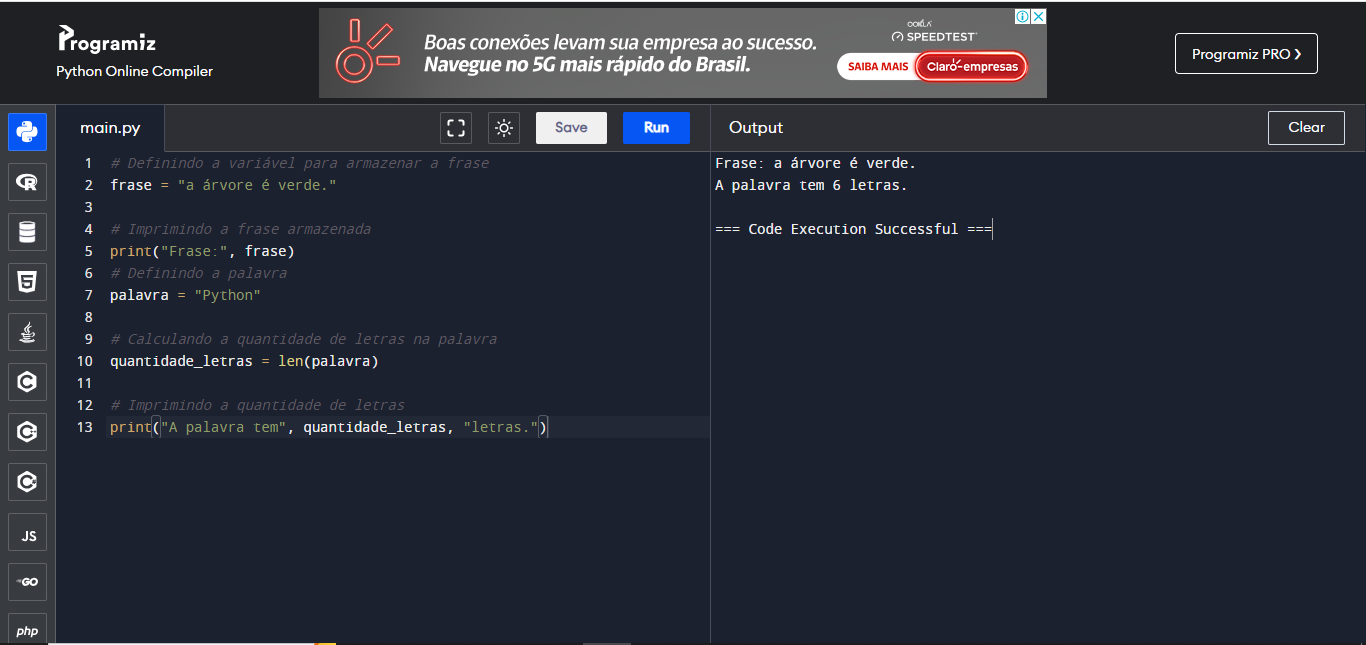 Programiz
Python Online Compiler
Boas conexões levam sua empresa ao sucesso.
Navegue no 5G mais rápido do Brasil.
OOKLA
SPEEDTEST
SAIBA MAIS
Claro-empresas
Programiz PRO ❯
main.py
Save
Run
Output
Clear
1 # Definindo a variável para armazenar a frase
2 frase = "a árvore é verde."
3
4 # Imprimindo a frase armazenada
5 print("Frase:", frase)
6 # Definindo a palavra
7 palavra = "Python"
8
9 # Calculando a quantidade de letras na palavra
10 quantidade_letras = len(palavra)
11
12 # Imprimindo a quantidade de letras
13 print("A palavra tem", quantidade_letras, "letras.")
Frase: a árvore é verde.
A palavra tem 6 letras.
=== Code Execution Successful ===
R
5
C
C
C
JS
GO
php